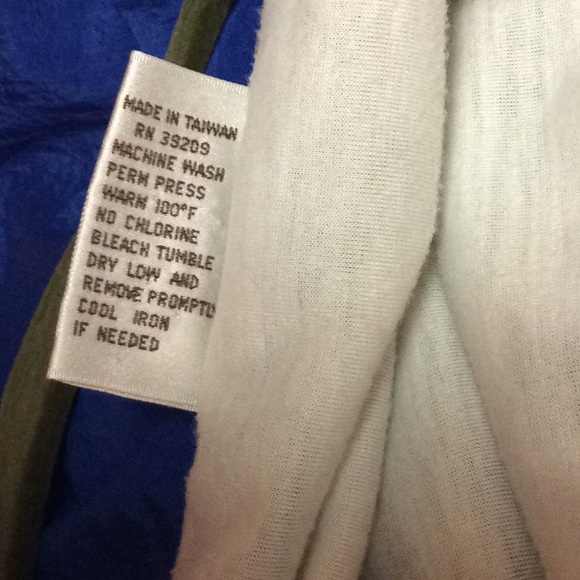 MADE IN TAIWAN
RN 39209
MACHINE WASH
PERM PRESS
WARM 100°F
NO CHLORINE
BLEACH TUMBLE
DRY LOW AND
REMOVE PROMPTLY
COOL IRON
IF NEEDED